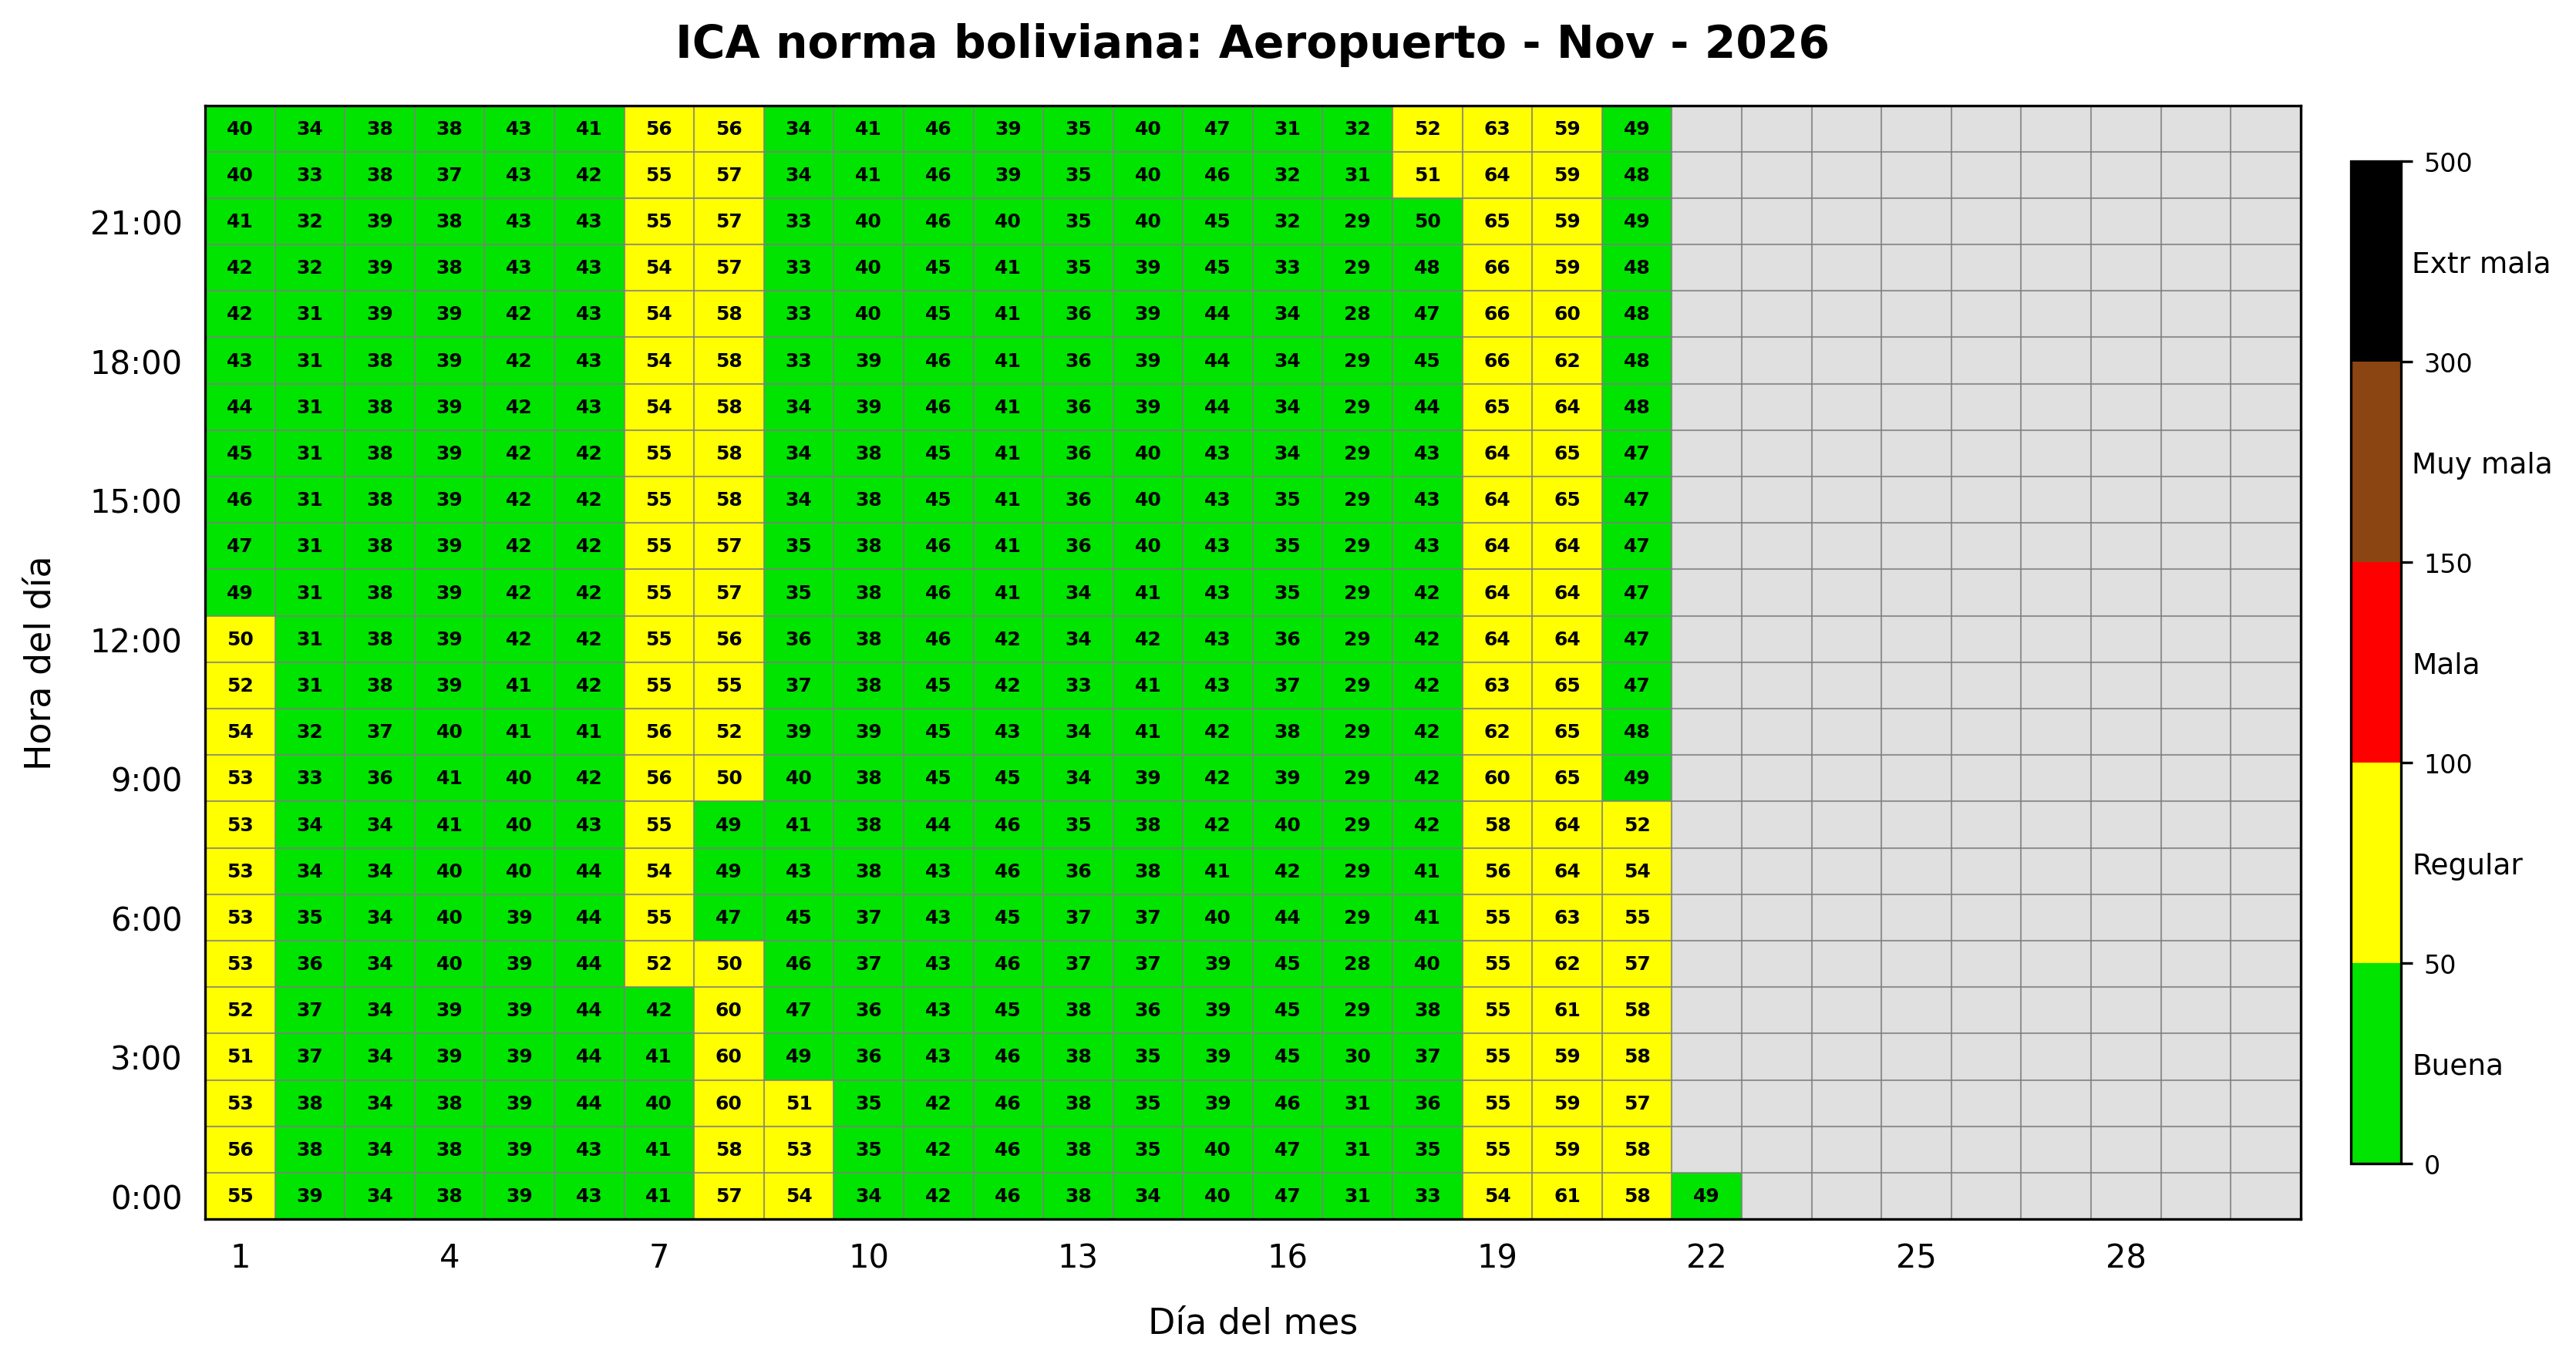 ICA norma boliviana: Aeropuerto - Nov - 2026
40 34 38 38 43 41 56 56 34 41 46 39 35 40 47 31 32 52 63 59 49
40 33 38 37 43 42 55 57 34 41 46 39 35 40 46 32 31 51 64 59 48
21:00 41 32 39 38 43 43 55 57 33 40 46 40 35 40 45 32 29 50 65 59 49
42 32 39 38 43 43 54 57 33 40 45 41 35 39 45 33 29 48 66 59 48
42 31 39 39 42 43 54 58 33 40 45 41 36 39 44 34 28 47 66 60 48
18:00 43 31 38 39 42 43 54 58 33 39 46 41 36 39 44 34 29 45 66 62 48
44 31 38 39 42 43 54 58 34 39 46 41 36 39 44 34 29 44 65 64 48
45 31 38 39 42 42 55 58 34 38 45 41 36 40 43 34 29 43 64 65 47
15:00 46 31 38 39 42 42 55 58 34 38 45 41 36 40 43 35 29 43 64 65 47
47 31 38 39 42 42 55 57 35 38 46 41 36 40 43 35 29 43 64 64 47
49 31 38 39 42 42 55 57 35 38 46 41 34 41 43 35 29 42 64 64 47
12:00 50 31 38 39 42 42 55 56 36 38 46 42 34 42 43 36 29 42 64 64 47
52 31 38 39 41 42 55 55 37 38 45 42 33 41 43 37 29 42 63 65 47
54 32 37 40 41 41 56 52 39 39 45 43 34 41 42 38 29 42 62 65 48
9:00 53 33 36 41 40 42 56 50 40 38 45 45 34 39 42 39 29 42 60 65 49
53 34 34 41 40 43 55 49 41 38 44 46 35 38 42 40 29 42 58 64 52
53 34 34 40 40 44 54 49 43 38 43 46 36 38 41 42 29 41 56 64 54
6:00 53 35 34 40 39 44 55 47 45 37 43 45 37 37 40 44 29 41 55 63 55
53 36 34 40 39 44 52 50 46 37 43 46 37 37 39 45 28 40 55 62 57
52 37 34 39 39 44 42 60 47 36 43 45 38 36 39 45 29 38 55 61 58
3:00 51 37 34 39 39 44 41 60 49 36 43 46 38 35 39 45 30 37 55 59 58
53 38 34 38 39 44 40 60 51 35 42 46 38 35 39 46 31 36 55 59 57
56 38 34 38 39 43 41 58 53 35 42 46 38 35 40 47 31 35 55 59 58
0:00 55 39 34 38 39 43 41 57 54 34 42 46 38 34 40 47 31 33 54 61 58 49
1 4 7 10 13 16 19 22 25 28
Día del mes
Hora del día
500
Extr mala
300
Muy mala
150
Mala
100
Regular
50
Buena
0